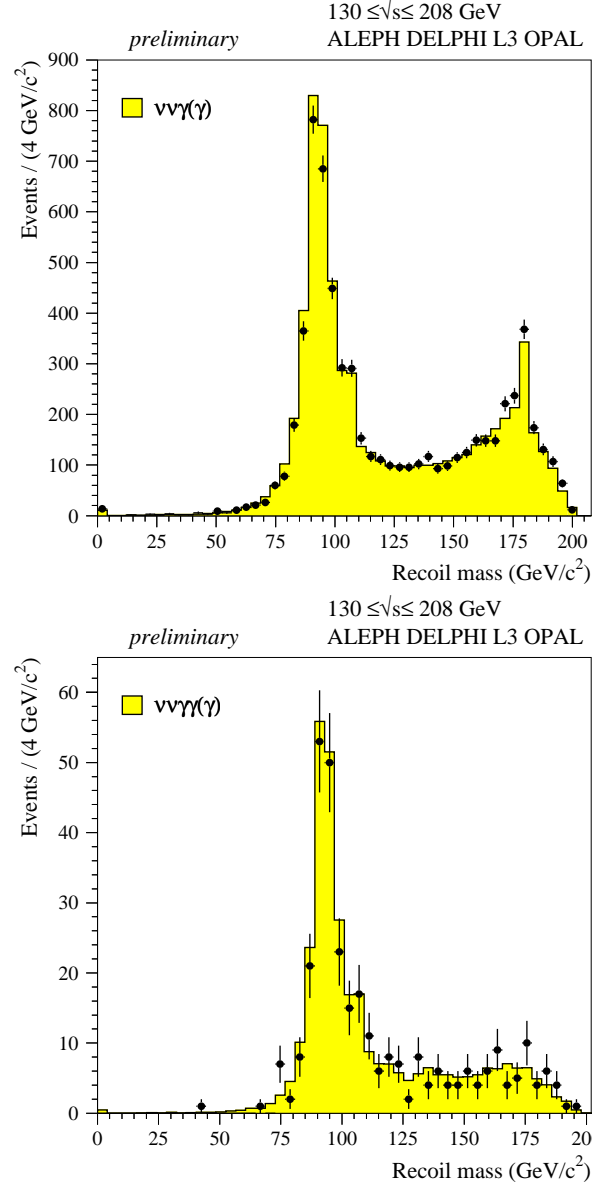 130 ≤√s≤ 208 GeV
preliminary ALEPH DELPHI L3 OPAL
Events / (4 GeV/c²)
900
800
700
600
500
400
300
200
100
0
ννγ(γ)
0 25 50 75 100 125 150 175 200
Recoil mass (GeV/c²)
130 ≤√s≤ 208 GeV
preliminary ALEPH DELPHI L3 OPAL
Events / (4 GeV/c²)
60
50
40
30
20
10
0
ννγγ(γ)
0 25 50 75 100 125 150 175 20
Recoil mass (GeV/c²)